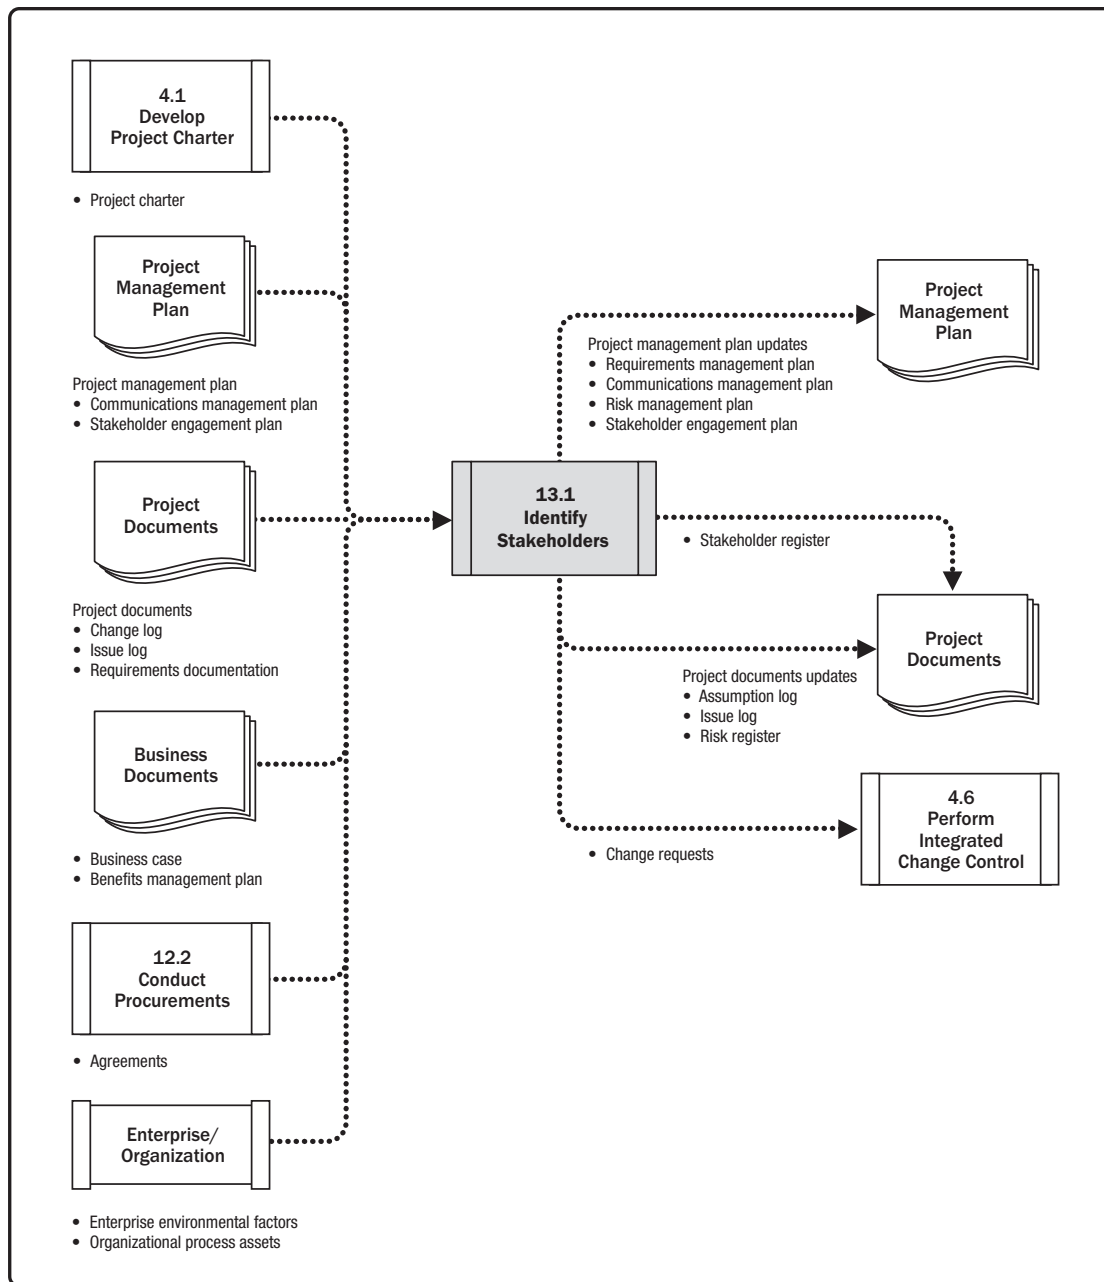 4.1
Develop
Project Charter
• Project charter
Project
Management
Plan
Project management plan
• Communications management plan
• Stakeholder engagement plan
Project
Documents
Project documents
• Change log
• Issue log
• Requirements documentation
Business
Documents
• Business case
• Benefits management plan
12.2
Conduct
Procurements
• Agreements
Enterprise/
Organization
• Enterprise environmental factors
• Organizational process assets
13.1
Identify
Stakeholders
Project management plan updates
• Requirements management plan
• Communications management plan
• Risk management plan
• Stakeholder engagement plan
Project
Management
Plan
• Stakeholder register
Project
Documents
Project documents updates
• Assumption log
• Issue log
• Risk register
• Change requests
4.6
Perform
Integrated
Change Control